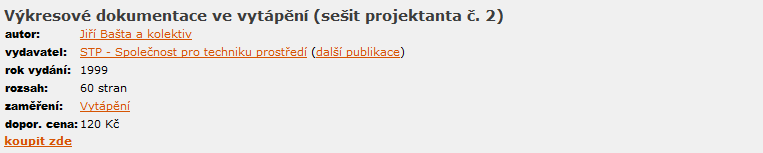 Výkresové dokumentace ve vytápění (sešit projektanta č. 2)
autor: Jiří Bašta a kolektiv
vydavatel: STP - Společnost pro techniku prostředí (další publikace)
rok vydání: 1999
rozsah: 60 stran
zaměření: Vytápění
dopor. cena: 120 Kč
koupit zde